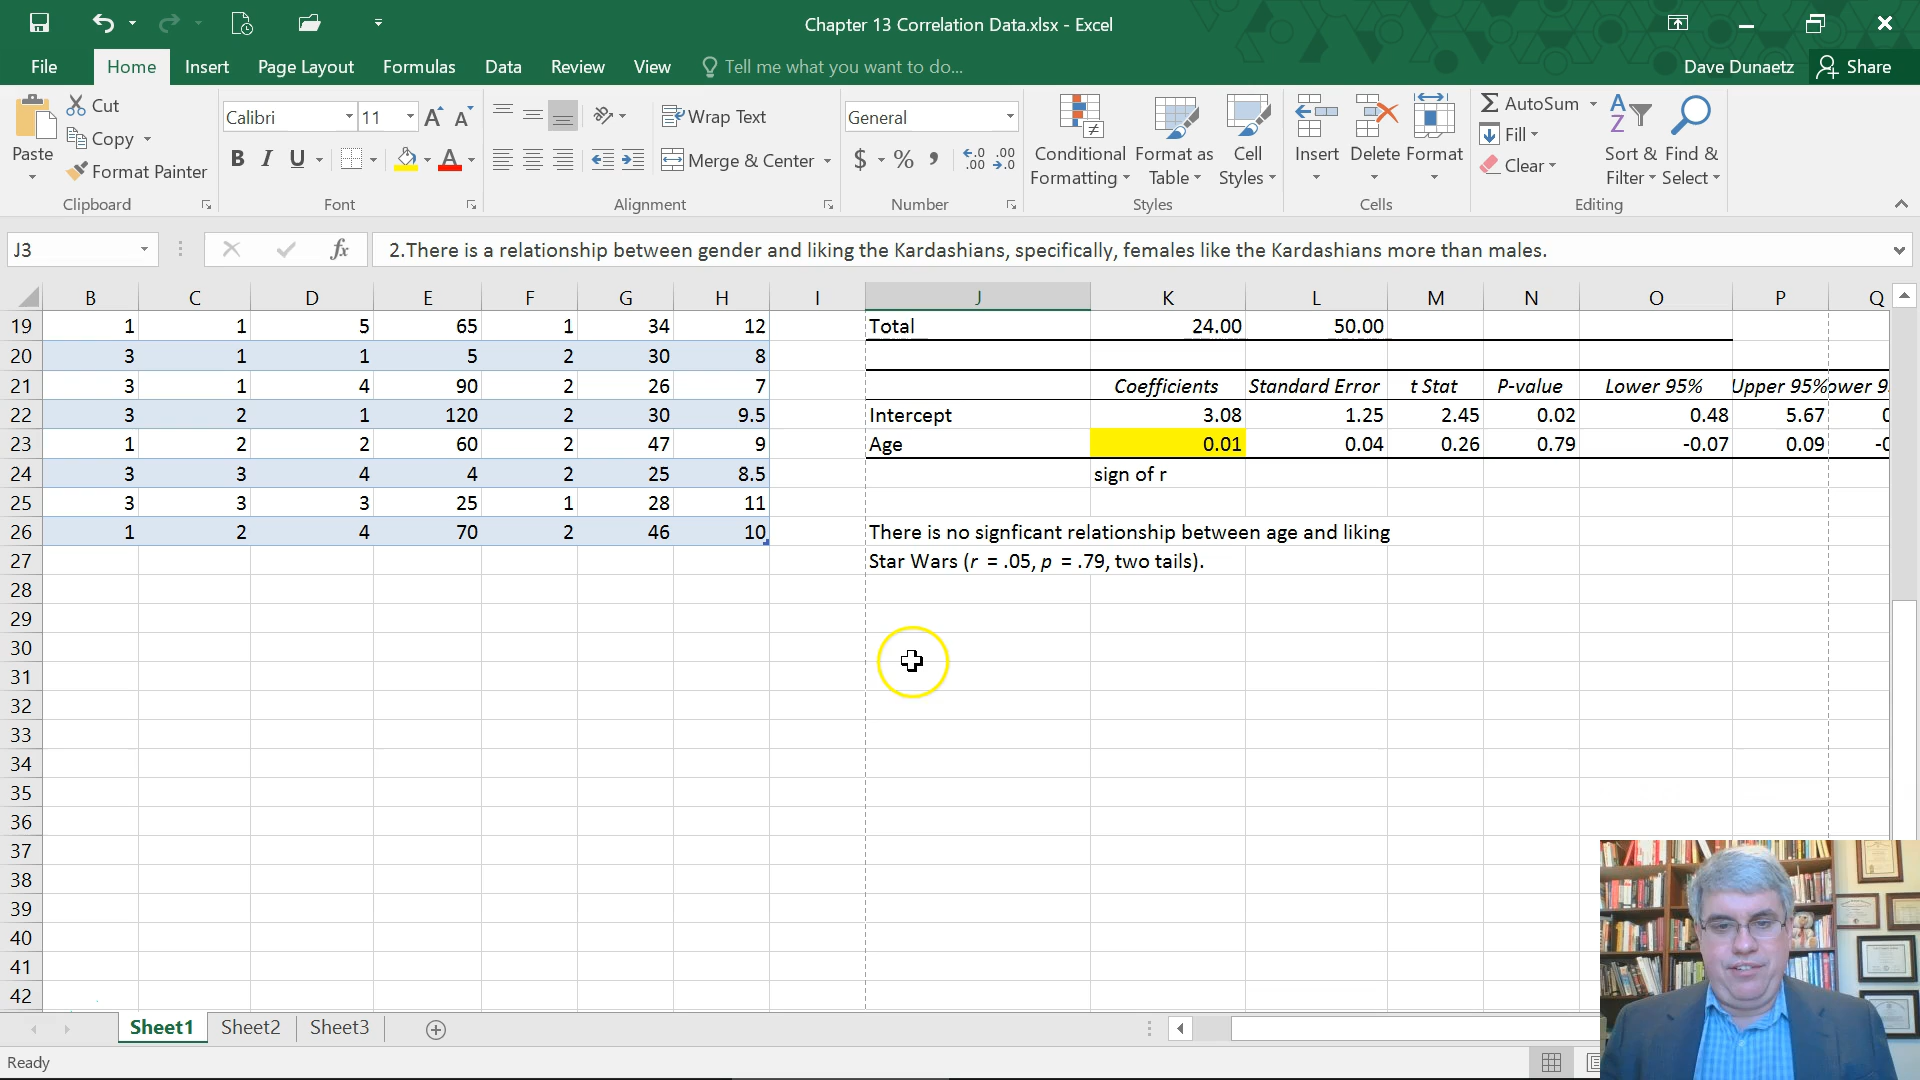 Chapter 13 Correlation Data.xlsx - Excel
File Home Insert Page Layout Formulas Data Review View Tell me what you want to do... Dave Dunaetz Share
Paste Cut Copy Format Painter Clipboard
Calibri 11 Font
Wrap Text Merge & Center Alignment
General $ % Number
Conditional Formatting Format as Table Cell Styles Styles
Insert Delete Format Cells
AutoSum Fill Clear Sort & Filter Find & Select Editing
J3 fx 2.There is a relationship between gender and liking the Kardashians, specifically, females like the Kardashians more than males.
B C D E F G H I J K L M N O P Q
19 1 1 5 65 1 34 12 Total 24.00 50.00
20 3 1 1 5 2 30 8
21 3 1 4 90 2 26 7 Coefficients Standard Error t Stat P-value Lower 95% Upper 95%
22 3 2 1 120 2 30 9.5 Intercept 3.08 1.25 2.45 0.02 0.48 5.67
23 1 2 2 60 2 47 9 Age 0.01 0.04 0.26 0.79 -0.07 0.09
24 3 3 4 4 2 25 8.5 sign of r
25 3 3 3 25 1 28 11
26 1 2 4 70 2 46 10 There is no signficant relationship between age and liking
27 Star Wars (r = .05, p = .79, two tails).
28
29
30
31
32
33
34
35
36
37
38
39
40
41
42
Sheet1 Sheet2 Sheet3
Ready